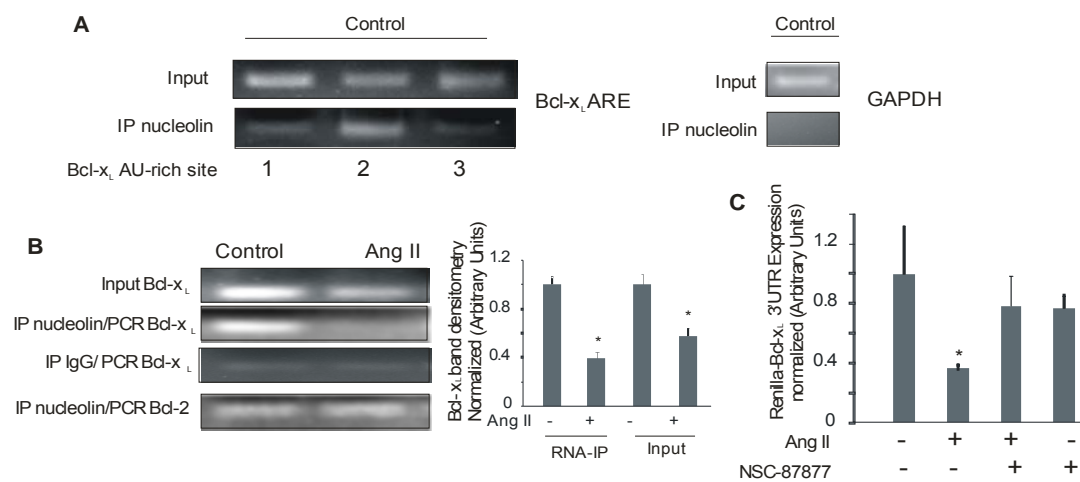 A
Control
Input
IP nucleolin
Bcl-xL AU-rich site
1 2 3
Bcl-xL ARE
Control
Input
IP nucleolin
GAPDH
B
Control Ang II
Input Bcl-xL
IP nucleolin/PCR Bcl-xL
IP IgG/ PCR Bcl-xL
IP nucleolin/PCR Bcl-2
Bcl-xL band densitometry
Normalized (Arbitrary Units)
1.2
0.8
0.4
0
* *
Ang II - + - +
RNA-IP Input
C
Renilla-Bcl-xL 3'UTR Expression
normalized (Arbitrary Units)
1.2
0.8
0.4
0
*
Ang II - + + -
NSC-87877 - - + +